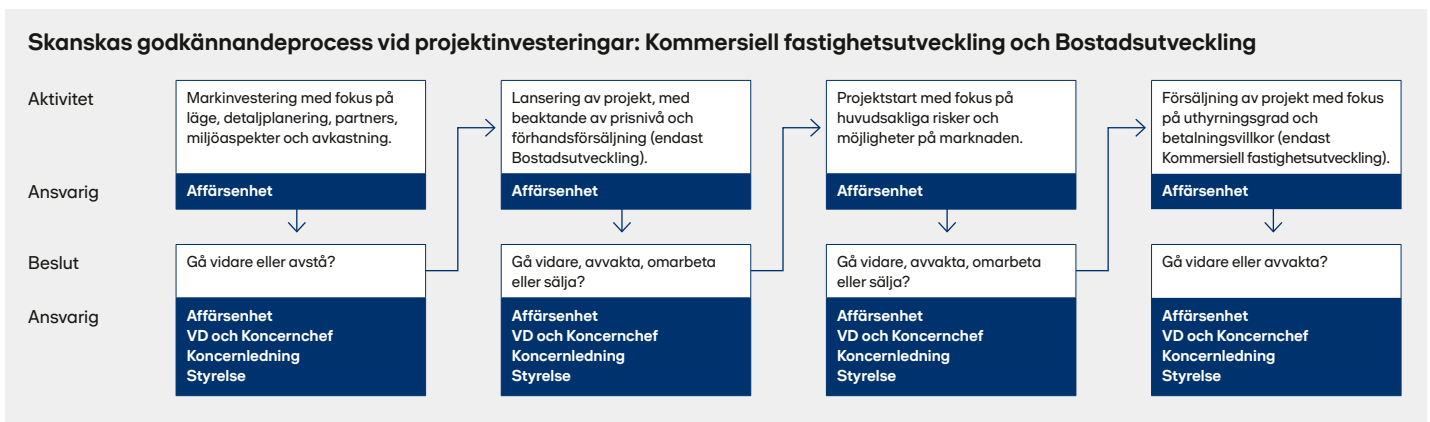 Skanskas godkännandeprocess vid projektinvesteringar: Kommersiell fastighetsutveckling och Bostadsutveckling
Aktivitet
Markinvestering med fokus på
läge, detaljplanering, partners,
miljöaspekter och avkastning.
Lansering av projekt, med
beaktande av prisnivå och
förhandsförsäljning (endast
Bostadsutveckling).
Projektstart med fokus på
huvudsakliga risker och
möjligheter på marknaden.
Försäljning av projekt med fokus
på uthyrningsgrad och
betalningsvillkor (endast
Kommersiell fastighetsutveckling).
Ansvarig
Affärsenhet
Affärsenhet
Affärsenhet
Affärsenhet
Beslut
Gå vidare eller avstå?
Gå vidare, avvakta, omarbeta
eller sälja?
Gå vidare, avvakta, omarbeta
eller sälja?
Gå vidare eller avvakta?
Ansvarig
Affärsenhet
VD och Koncernchef
Koncernledning
Styrelse
Affärsenhet
VD och Koncernchef
Koncernledning
Styrelse
Affärsenhet
VD och Koncernchef
Koncernledning
Styrelse
Affärsenhet
VD och Koncernchef
Koncernledning
Styrelse